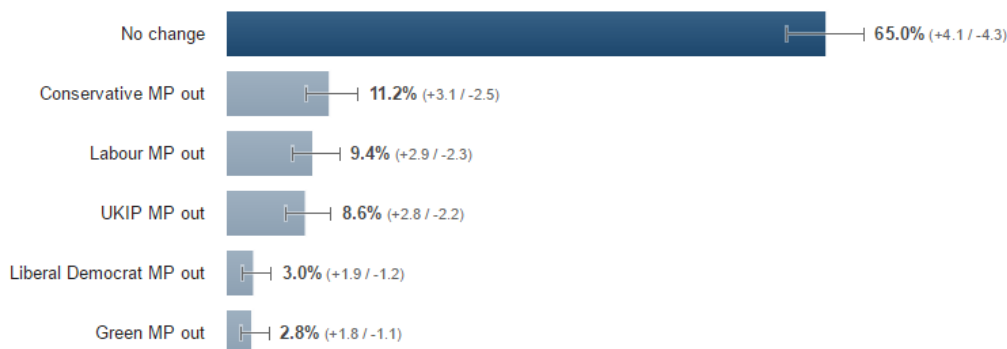 No change 65.0% (+4.1 / -4.3)
Conservative MP out 11.2% (+3.1 / -2.5)
Labour MP out 9.4% (+2.9 / -2.3)
UKIP MP out 8.6% (+2.8 / -2.2)
Liberal Democrat MP out 3.0% (+1.9 / -1.2)
Green MP out 2.8% (+1.8 / -1.1)